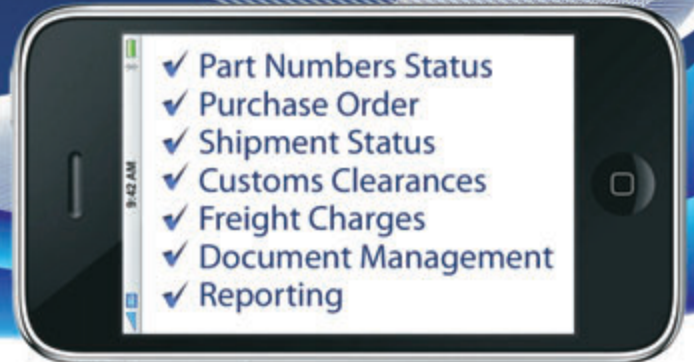 9:42 AM
✓ Part Numbers Status
✓ Purchase Order
✓ Shipment Status
✓ Customs Clearances
✓ Freight Charges
✓ Document Management
✓ Reporting